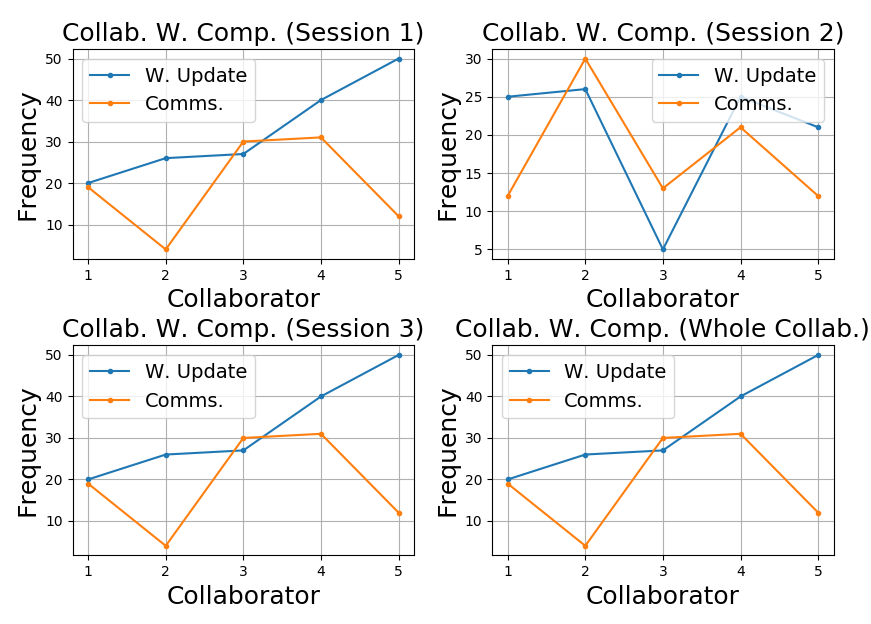 Collab. W. Comp. (Session 1)
50
40
30
20
10
Frequency
W. Update
Comms.
1 2 3 4 5
Collaborator
Collab. W. Comp. (Session 2)
30
25
20
15
10
5
Frequency
W. Update
Comms.
1 2 3 4 5
Collaborator
Collab. W. Comp. (Session 3)
50
40
30
20
10
Frequency
W. Update
Comms.
1 2 3 4 5
Collaborator
Collab. W. Comp. (Whole Collab.)
50
40
30
20
10
Frequency
W. Update
Comms.
1 2 3 4 5
Collaborator